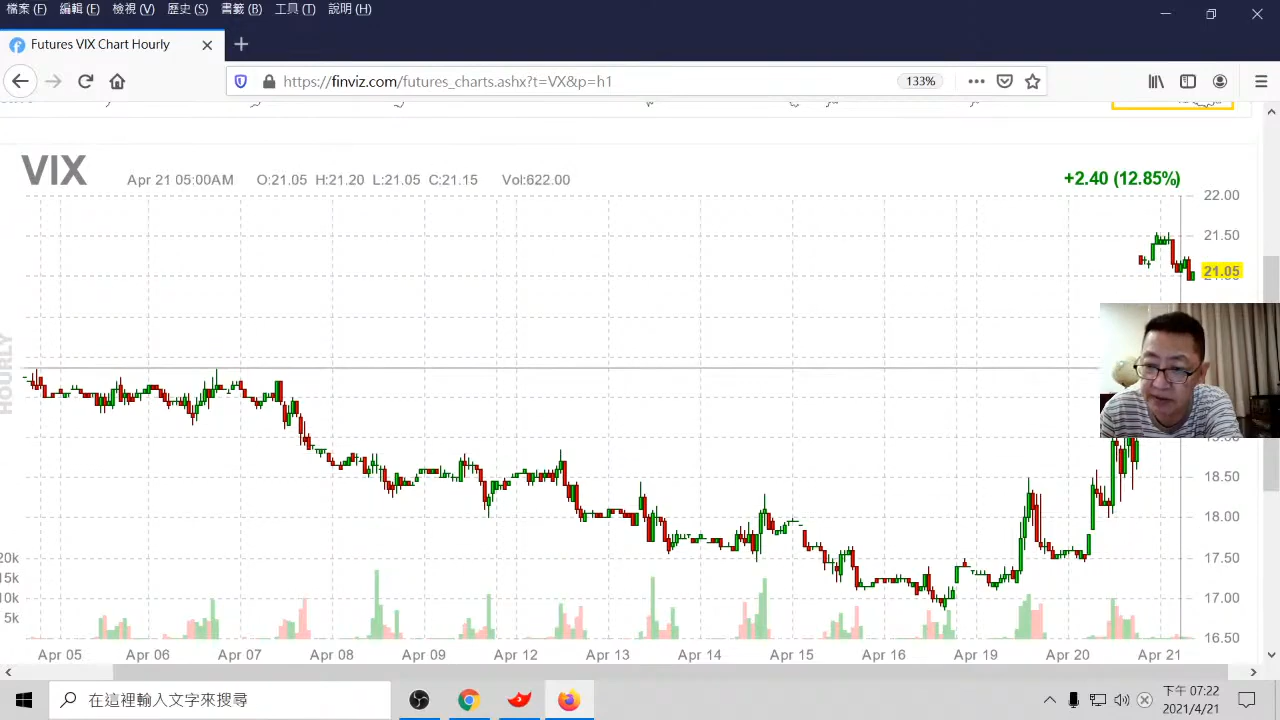 檔案 (F) 編輯 (E) 檢視 (V) 歷史 (S) 書籤 (B) 工具 (T) 說明 (H)
Futures VIX Chart Hourly
https://finviz.com/futures_charts.ashx?t=VX&p=h1
133%
VIX
Apr 21 05:00AM O:21.05 H:21.20 L:21.05 C:21.15 Vol:622.00
+2.40 (12.85%)
22.00
21.50
21.05
HOURLY
18.50
18.00
17.50
17.00
16.50
20k
15k
10k
5k
Apr 05 Apr 06 Apr 07 Apr 08 Apr 09 Apr 12 Apr 13 Apr 14 Apr 15 Apr 16 Apr 19 Apr 20 Apr 21
在這裡輸入文字來搜尋
下午 07:22
2021/4/21